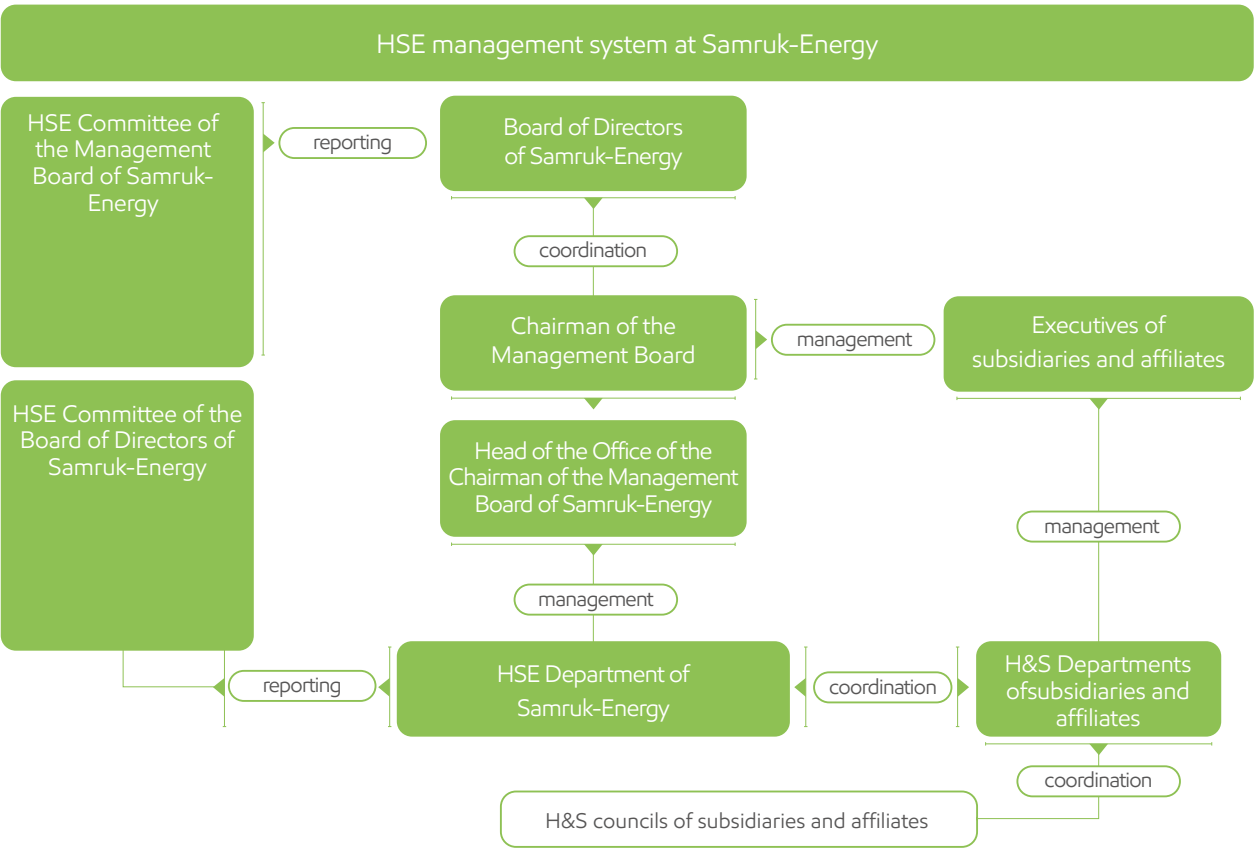 HSE management system at Samruk-Energy
HSE Committee of
the Management
Board of Samruk-
Energy
reporting
Board of Directors
of Samruk-Energy
coordination
Chairman of the
Management Board
management
Executives of
subsidiaries and affiliates
HSE Committee of the
Board of Directors of
Samruk-Energy
Head of the Office of the
Chairman of the Management
Board of Samruk-Energy
management
management
reporting
HSE Department of
Samruk-Energy
coordination
H&S Departments
ofsubsidiaries and
affiliates
coordination
H&S councils of subsidiaries and affiliates